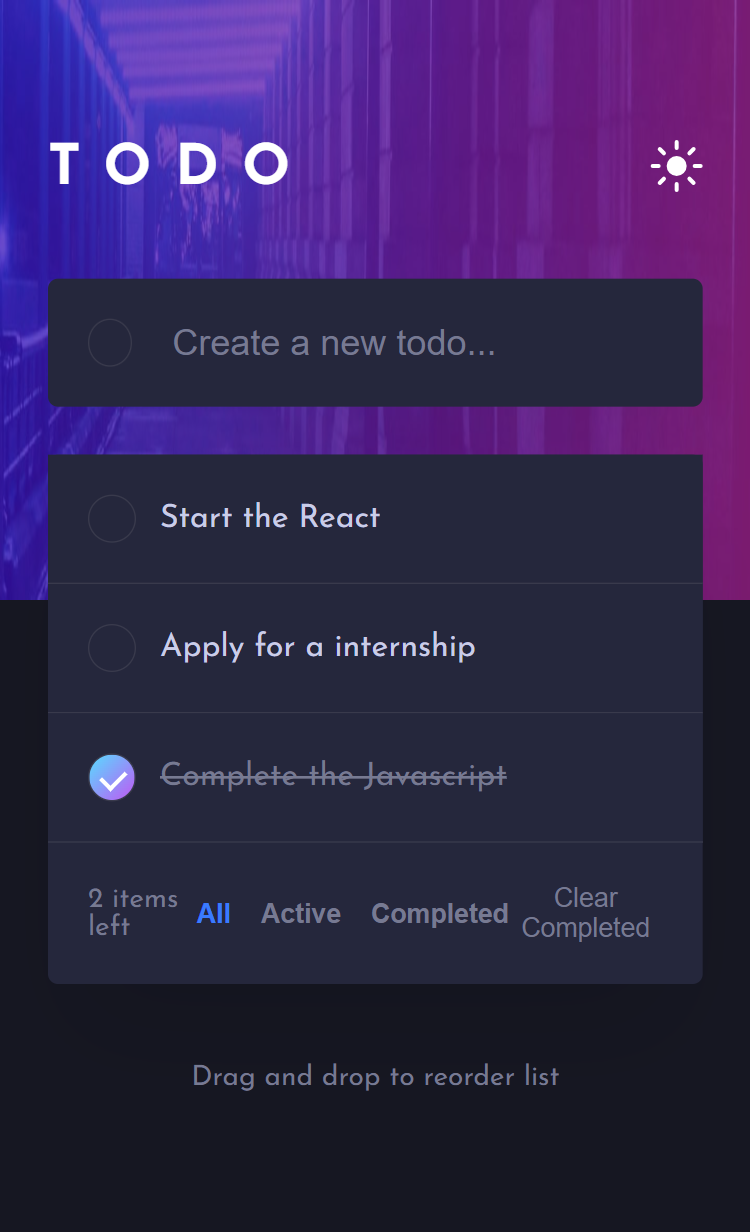 TODO
Create a new todo...
Start the React
Apply for a internship
Complete the Javascript
2 items
left
All Active Completed
Clear
Completed
Drag and drop to reorder list